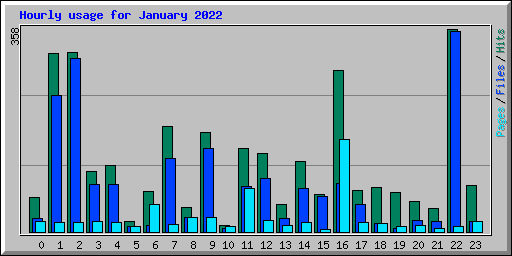 Hourly usage for January 2022
358
Pages/Files/Hits
0 1 2 3 4 5 6 7 8 9 10 11 12 13 14 15 16 17 18 19 20 21 22 23